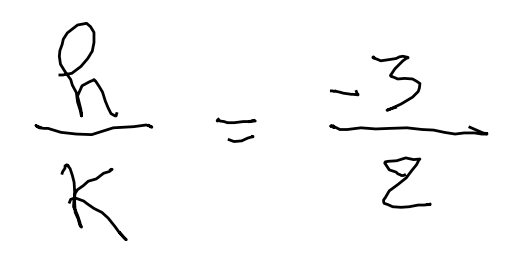 h/K = -3/2